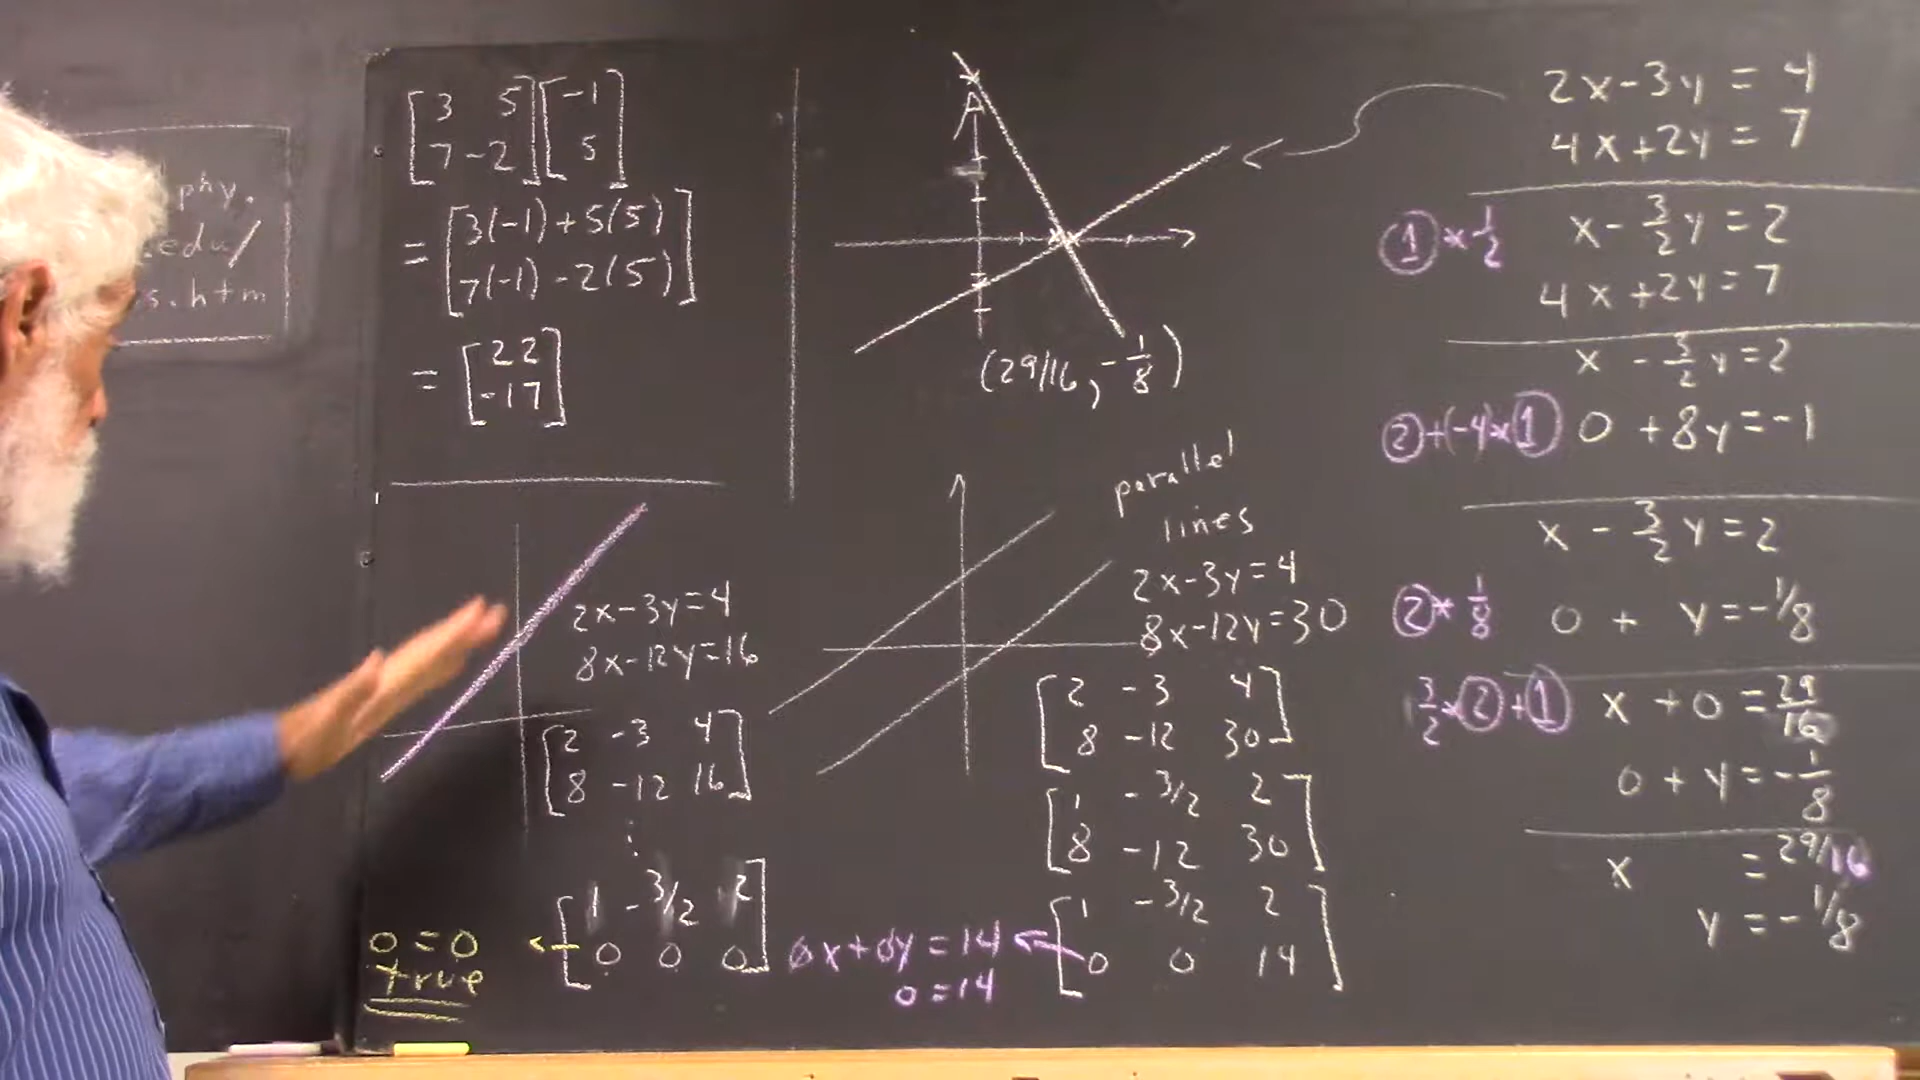 phy.
.edu/
s.htm
[3 5] [-1]
[7 -2] [5]
= [3(-1)+5(5)]
[7(-1)-2(5)]
= [22]
[-17]
(29/16, -1/8)
2x-3y=4
4x+2y=7
① × 1/2 x-3/2y=2
4x+2y=7
x-3/2y=2
②+(-4)×① 0+8y=-1
x-3/2y=2
②×1/8 0+y=-1/8
3/2×②+① x+0=29/16
0+y=-1/8
x =29/16
y=-1/8
2x-3y=4
8x-12y=16
[2 -3 4]
[8 -12 16]
⋮
[1 -3/2 2]
[0 0 0]
0=0
true
parallel
lines
2x-3y=4
8x-12y=30
[2 -3 4]
[8 -12 30]
[1 -3/2 2]
[8 -12 30]
[1 -3/2 2]
[0 0 14]
0x+0y=14
0=14